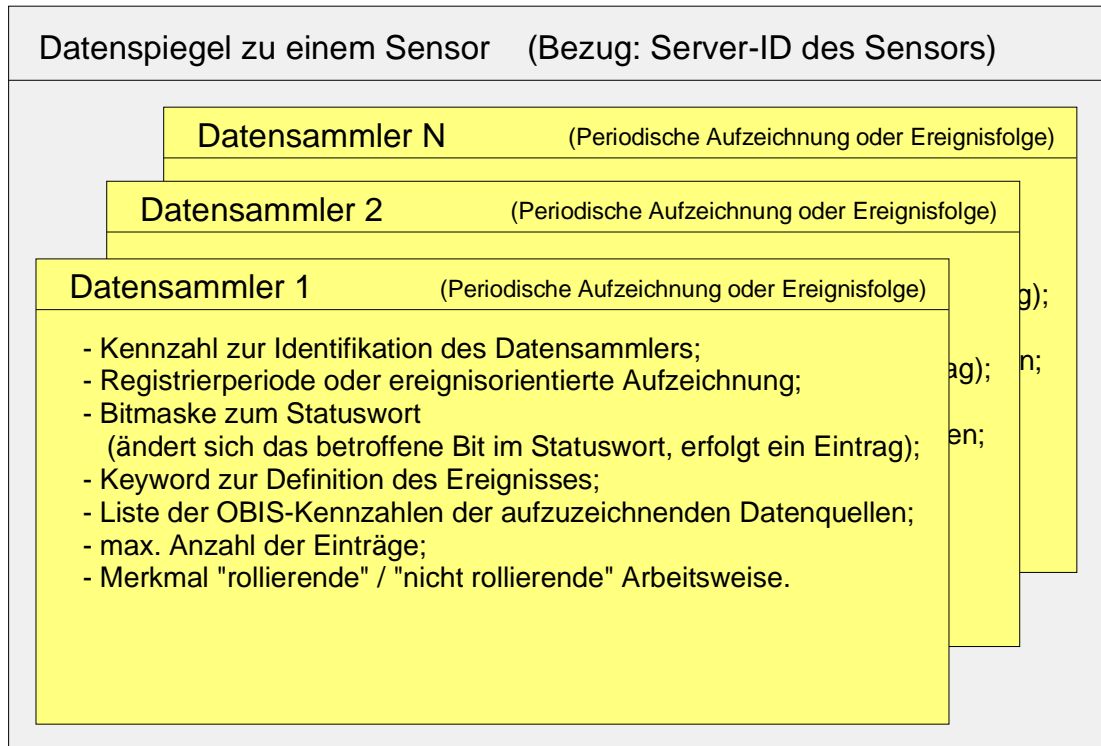 Datenspiegel zu einem Sensor (Bezug: Server-ID des Sensors)
Datensammler N (Periodische Aufzeichnung oder Ereignisfolge)
Datensammler 2 (Periodische Aufzeichnung oder Ereignisfolge)
Datensammler 1 (Periodische Aufzeichnung oder Ereignisfolge)
- Kennzahl zur Identifikation des Datensammlers;
- Registrierperiode oder ereignisorientierte Aufzeichnung;
- Bitmaske zum Statuswort
(ändert sich das betroffene Bit im Statuswort, erfolgt ein Eintrag);
- Keyword zur Definition des Ereignisses;
- Liste der OBIS-Kennzahlen der aufzuzeichnenden Datenquellen;
- max. Anzahl der Einträge;
- Merkmal "rollierende" / "nicht rollierende" Arbeitsweise.
ag);
en;
g);
n;